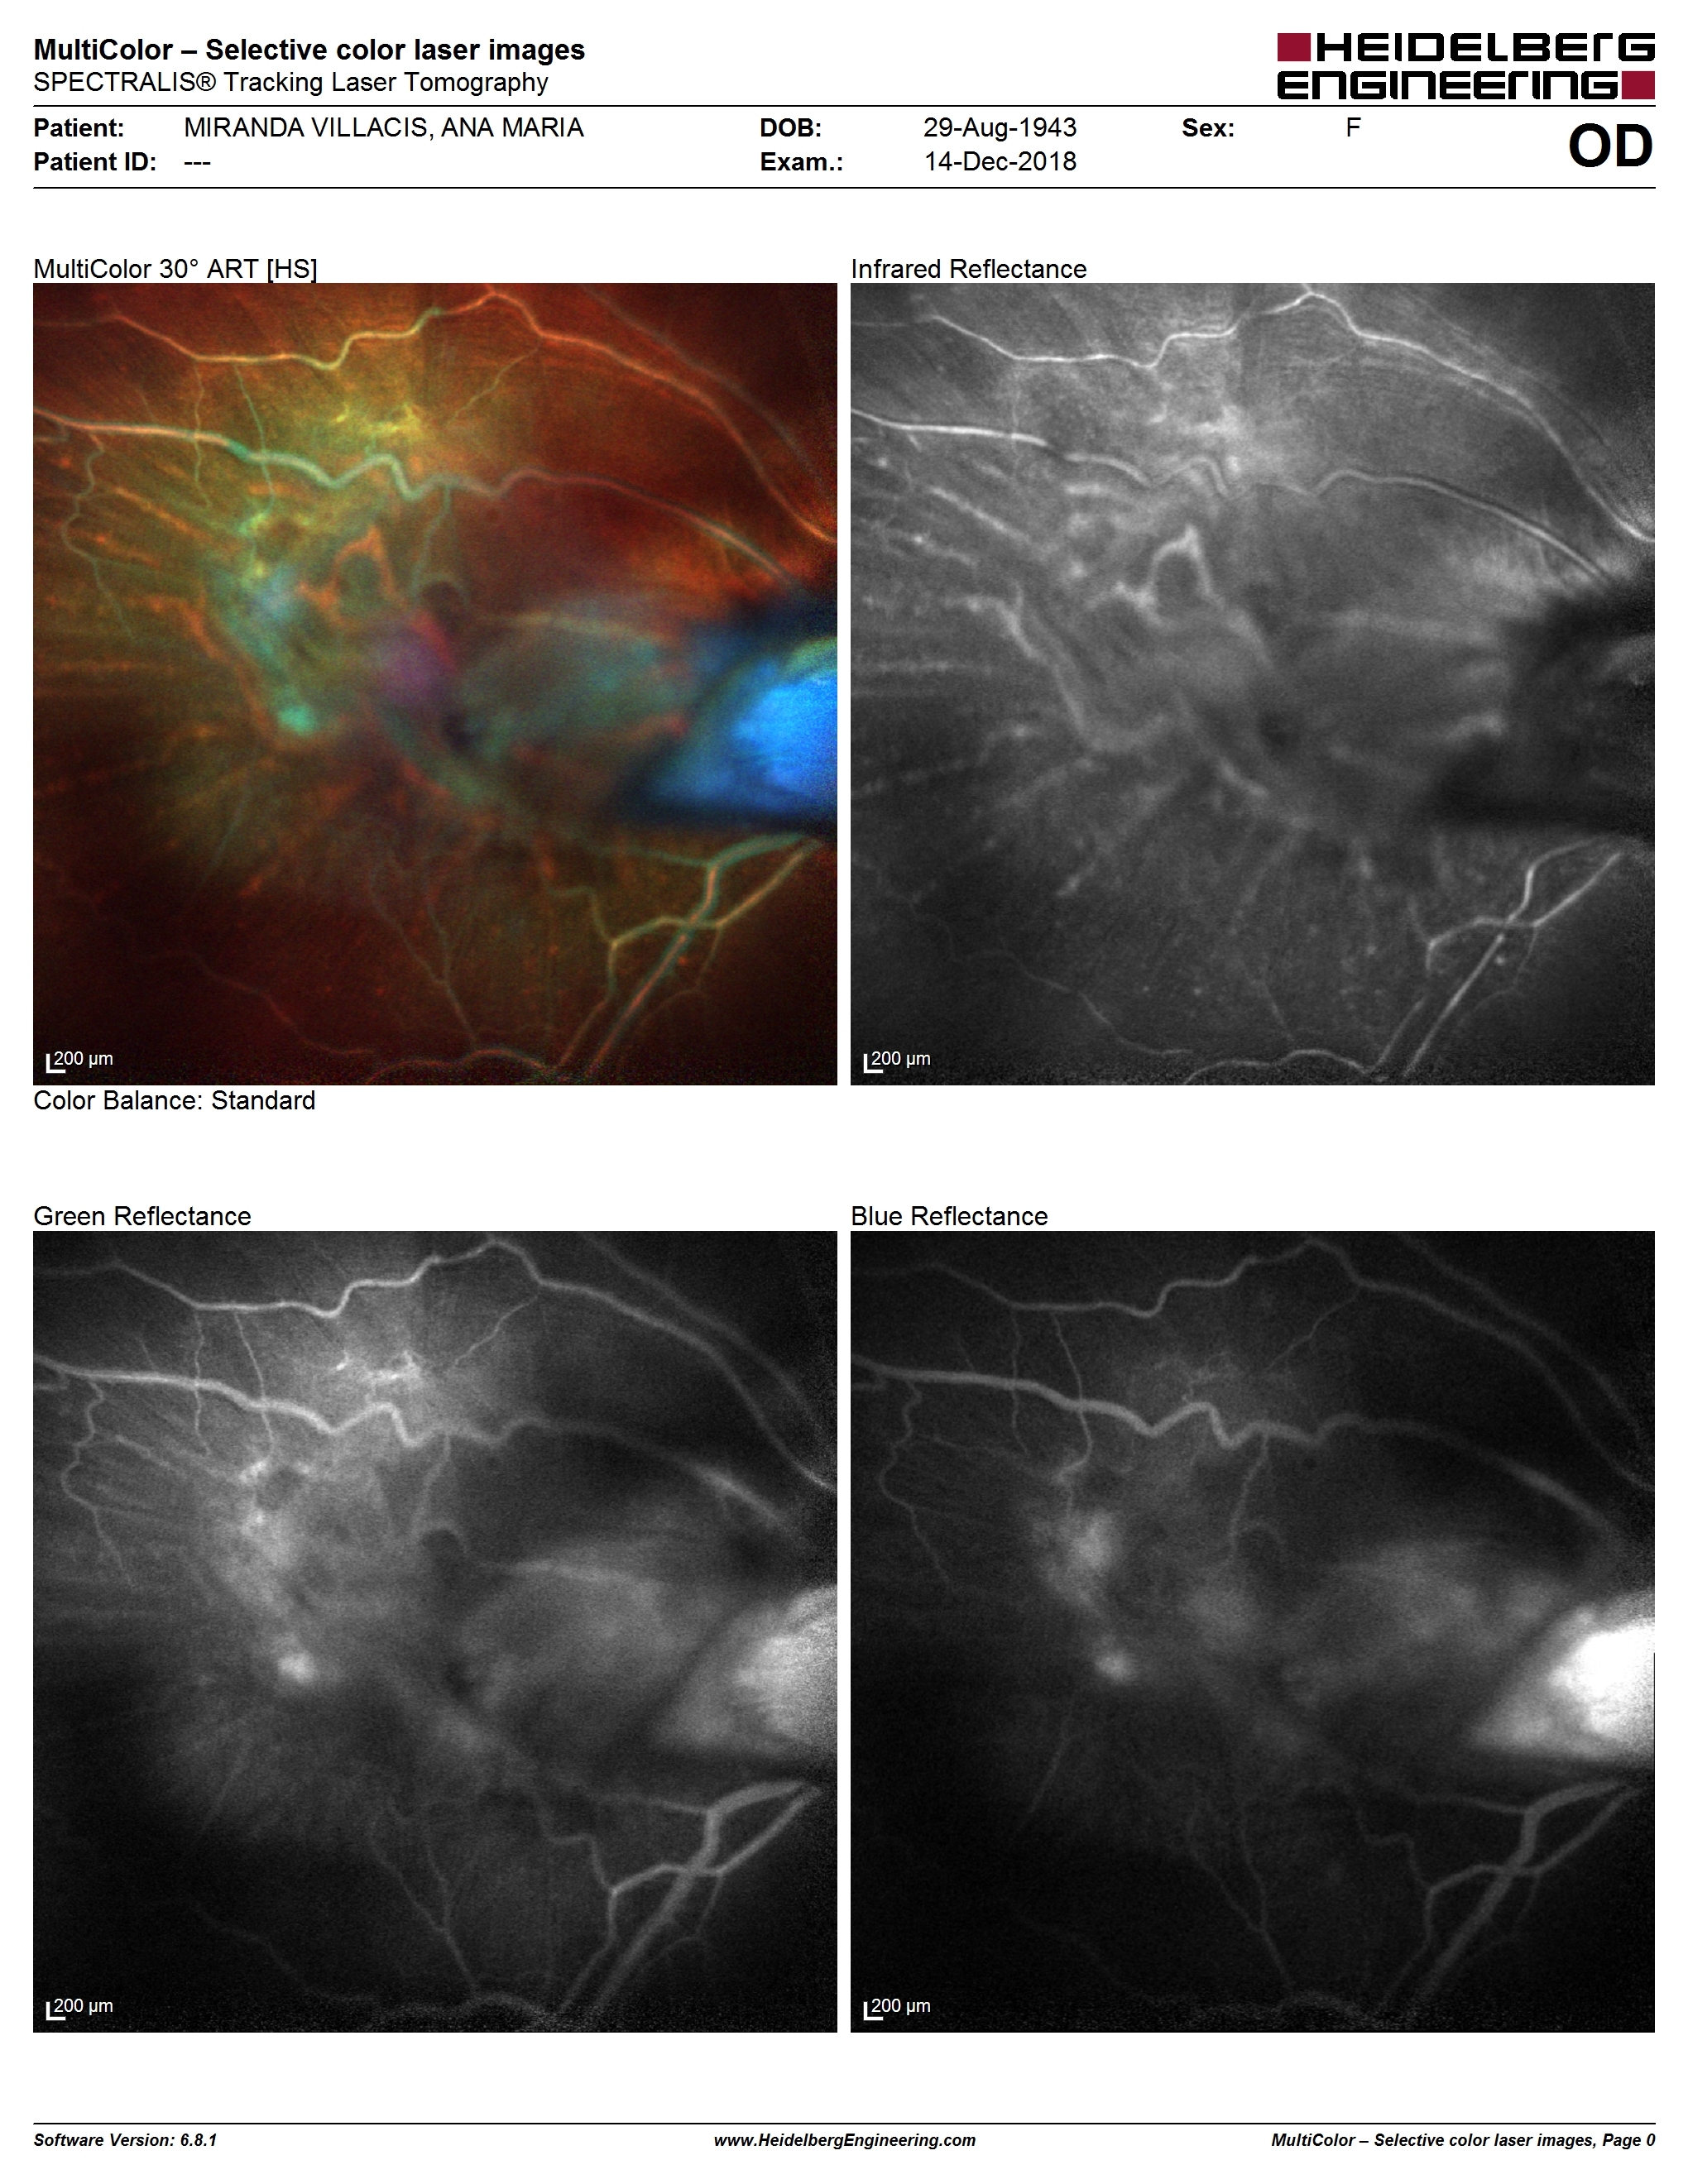 MultiColor – Selective color laser images
SPECTRALIS® Tracking Laser Tomography
HEIDELBERG
ENGINEERING
Patient: MIRANDA VILLACIS, ANA MARIA DOB: 29-Aug-1943 Sex: F
Patient ID: --- Exam.: 14-Dec-2018
OD
MultiColor 30° ART [HS] Infrared Reflectance
200 µm 200 µm
Color Balance: Standard
Green Reflectance Blue Reflectance
200 µm 200 µm
Software Version: 6.8.1 www.HeidelbergEngineering.com MultiColor – Selective color laser images, Page 0